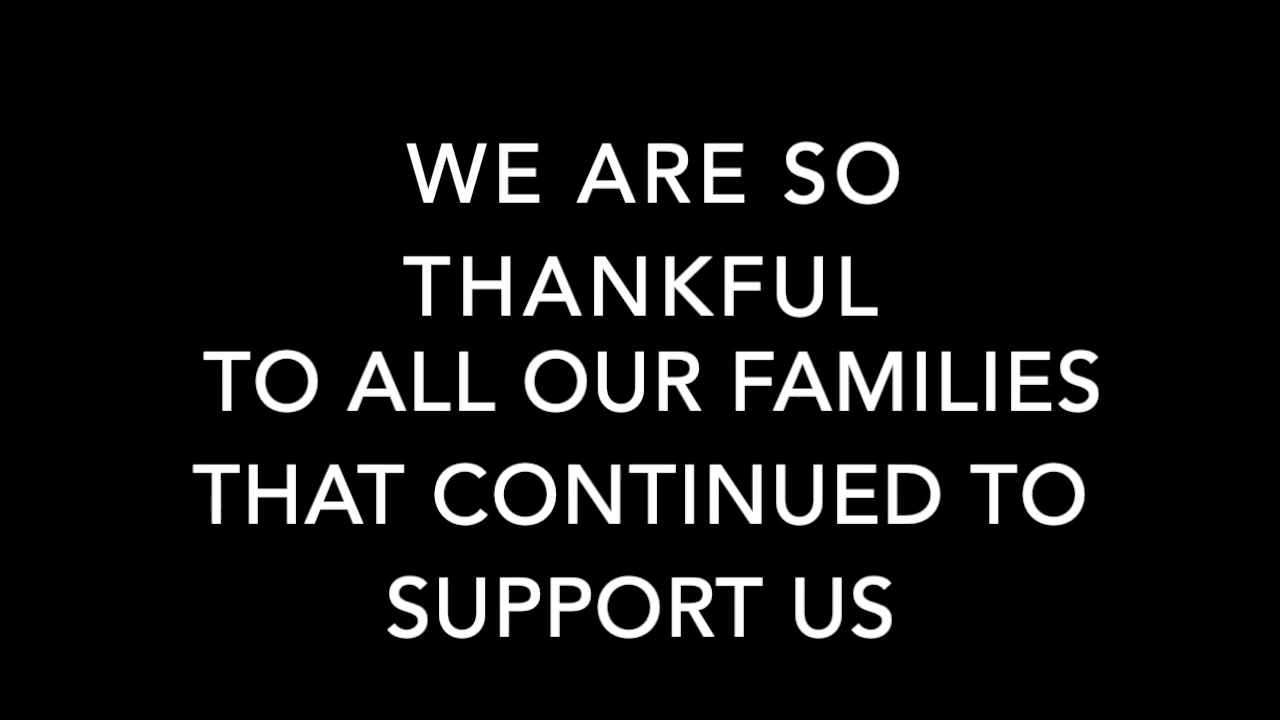 WE ARE SO
THANKFUL
TO ALL OUR FAMILIES
THAT CONTINUED TO
SUPPORT US